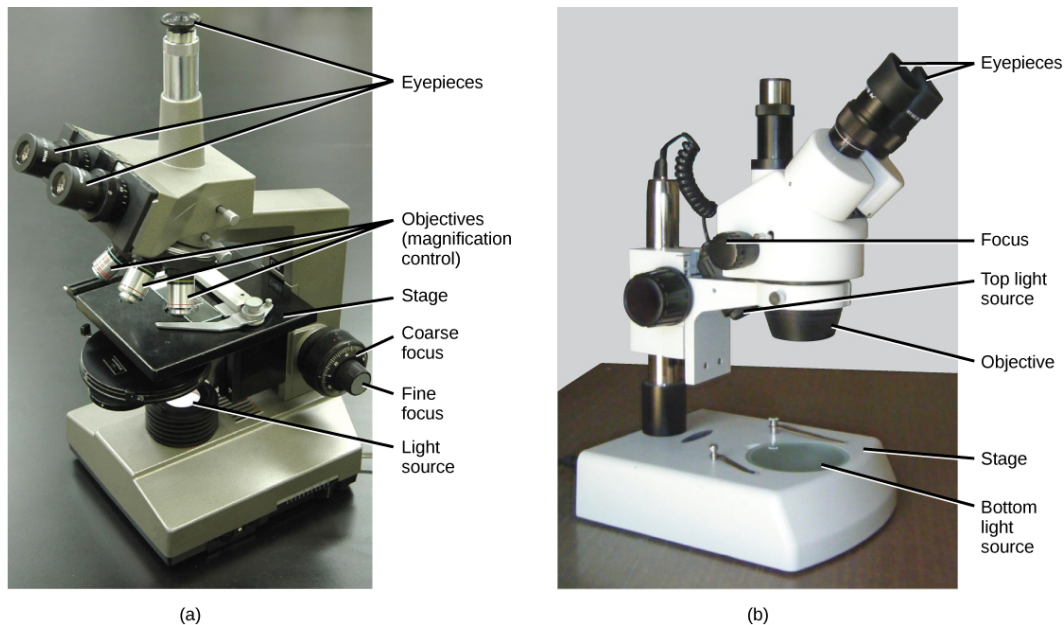 Eyepieces
Objectives
(magnification
control)
Stage
Coarse
focus
Fine
focus
Light
source
(a)
Eyepieces
Focus
Top light
source
Objective
Stage
Bottom
light
source
(b)